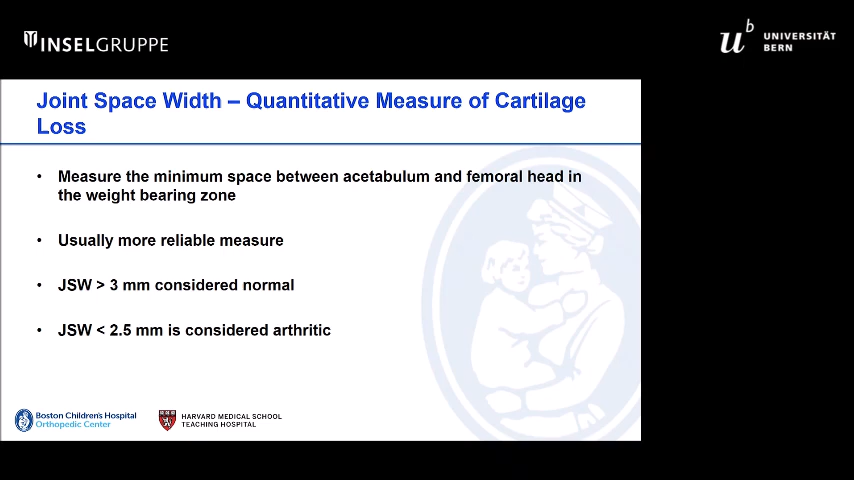 INSELGRUPPE
u b UNIVERSITÄT
BERN
Joint Space Width – Quantitative Measure of Cartilage
Loss
• Measure the minimum space between acetabulum and femoral head in
the weight bearing zone
• Usually more reliable measure
• JSW > 3 mm considered normal
• JSW < 2.5 mm is considered arthritic
Boston Children's Hospital
Orthopedic Center
HARVARD MEDICAL SCHOOL
TEACHING HOSPITAL